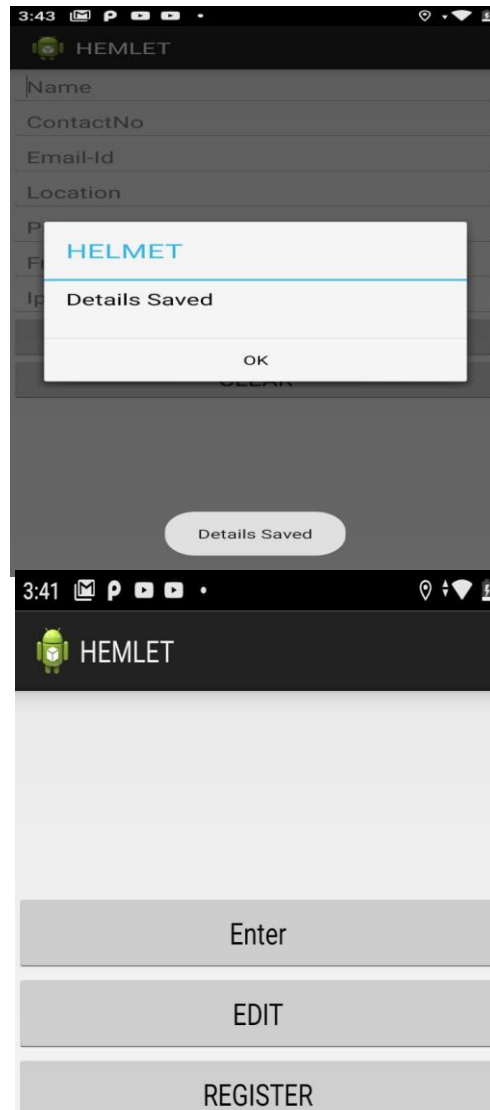 3:43
HEMLET
Name
ContactNo
Email-Id
Location
HELMET
Details Saved
OK
CLEAR
Details Saved
3:41
HEMLET
Enter
EDIT
REGISTER